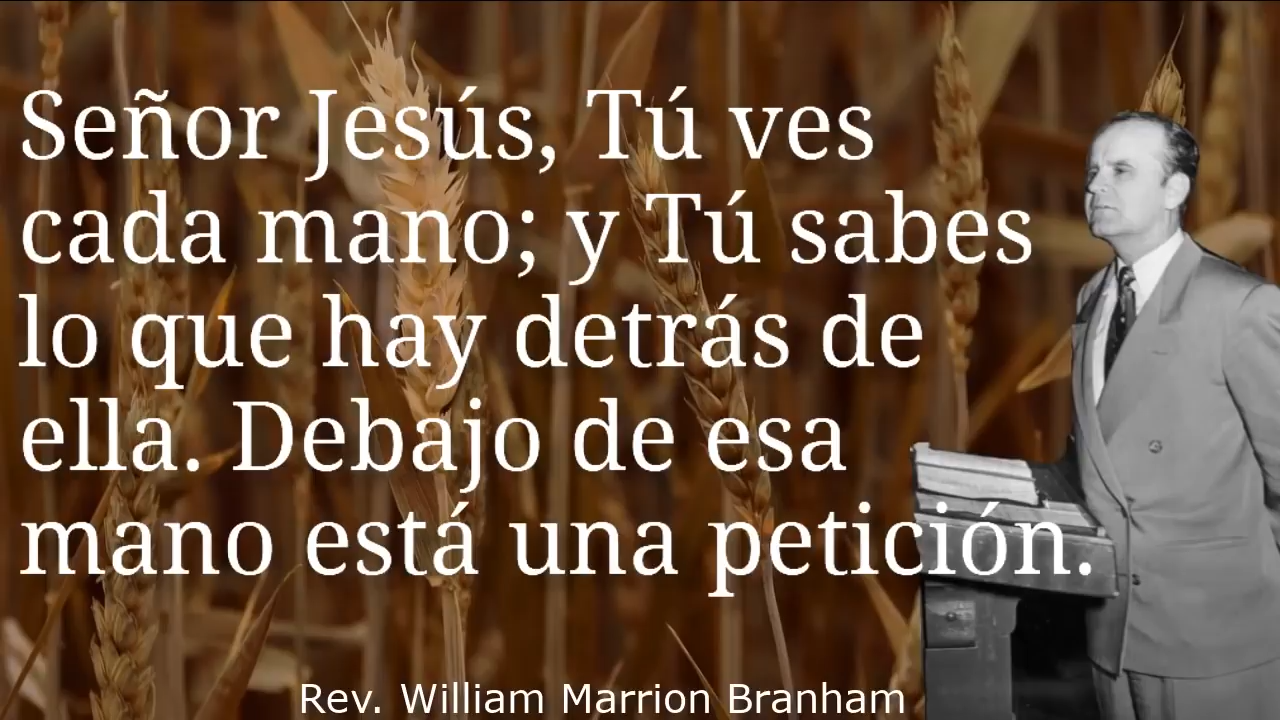 Señor Jesús, Tú ves
cada mano; y Tú sabes
lo que hay detrás de
ella. Debajo de esa
mano está una petición.
Rev. William Marrion Branham